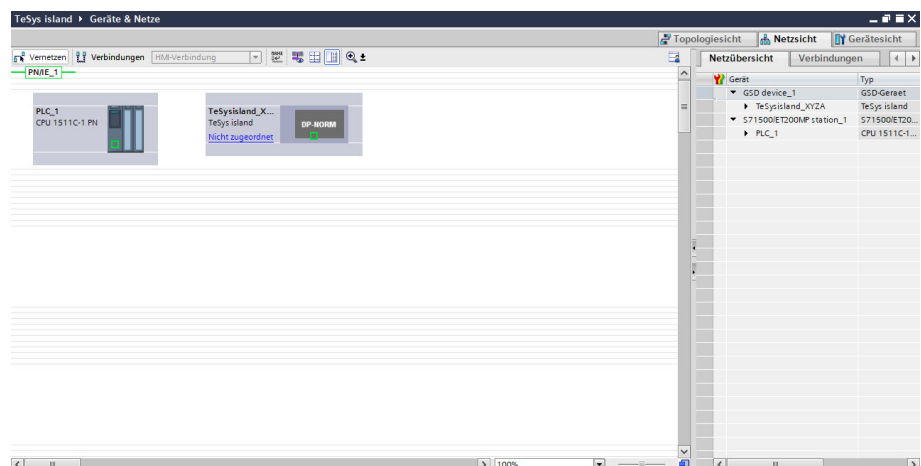 TeSys island ▸ Geräte & Netze
Topologiesicht Netzsicht Gerätesicht
Vernetzen Verbindungen HMI-Verbindung
Netzübersicht Verbindungen
PN/IE_1
PLC_1
CPU 1511C-1 PN
TeSysisland_X...
TeSys island
Nicht zugeordnet
DP-NORM
Gerät Typ
GSD device_1 GSD-Geraet
TeSysisland_XYZA TeSys island
S71500/ET200MP station_1 S71500/ET20...
PLC_1 CPU 1511C-1...
100%